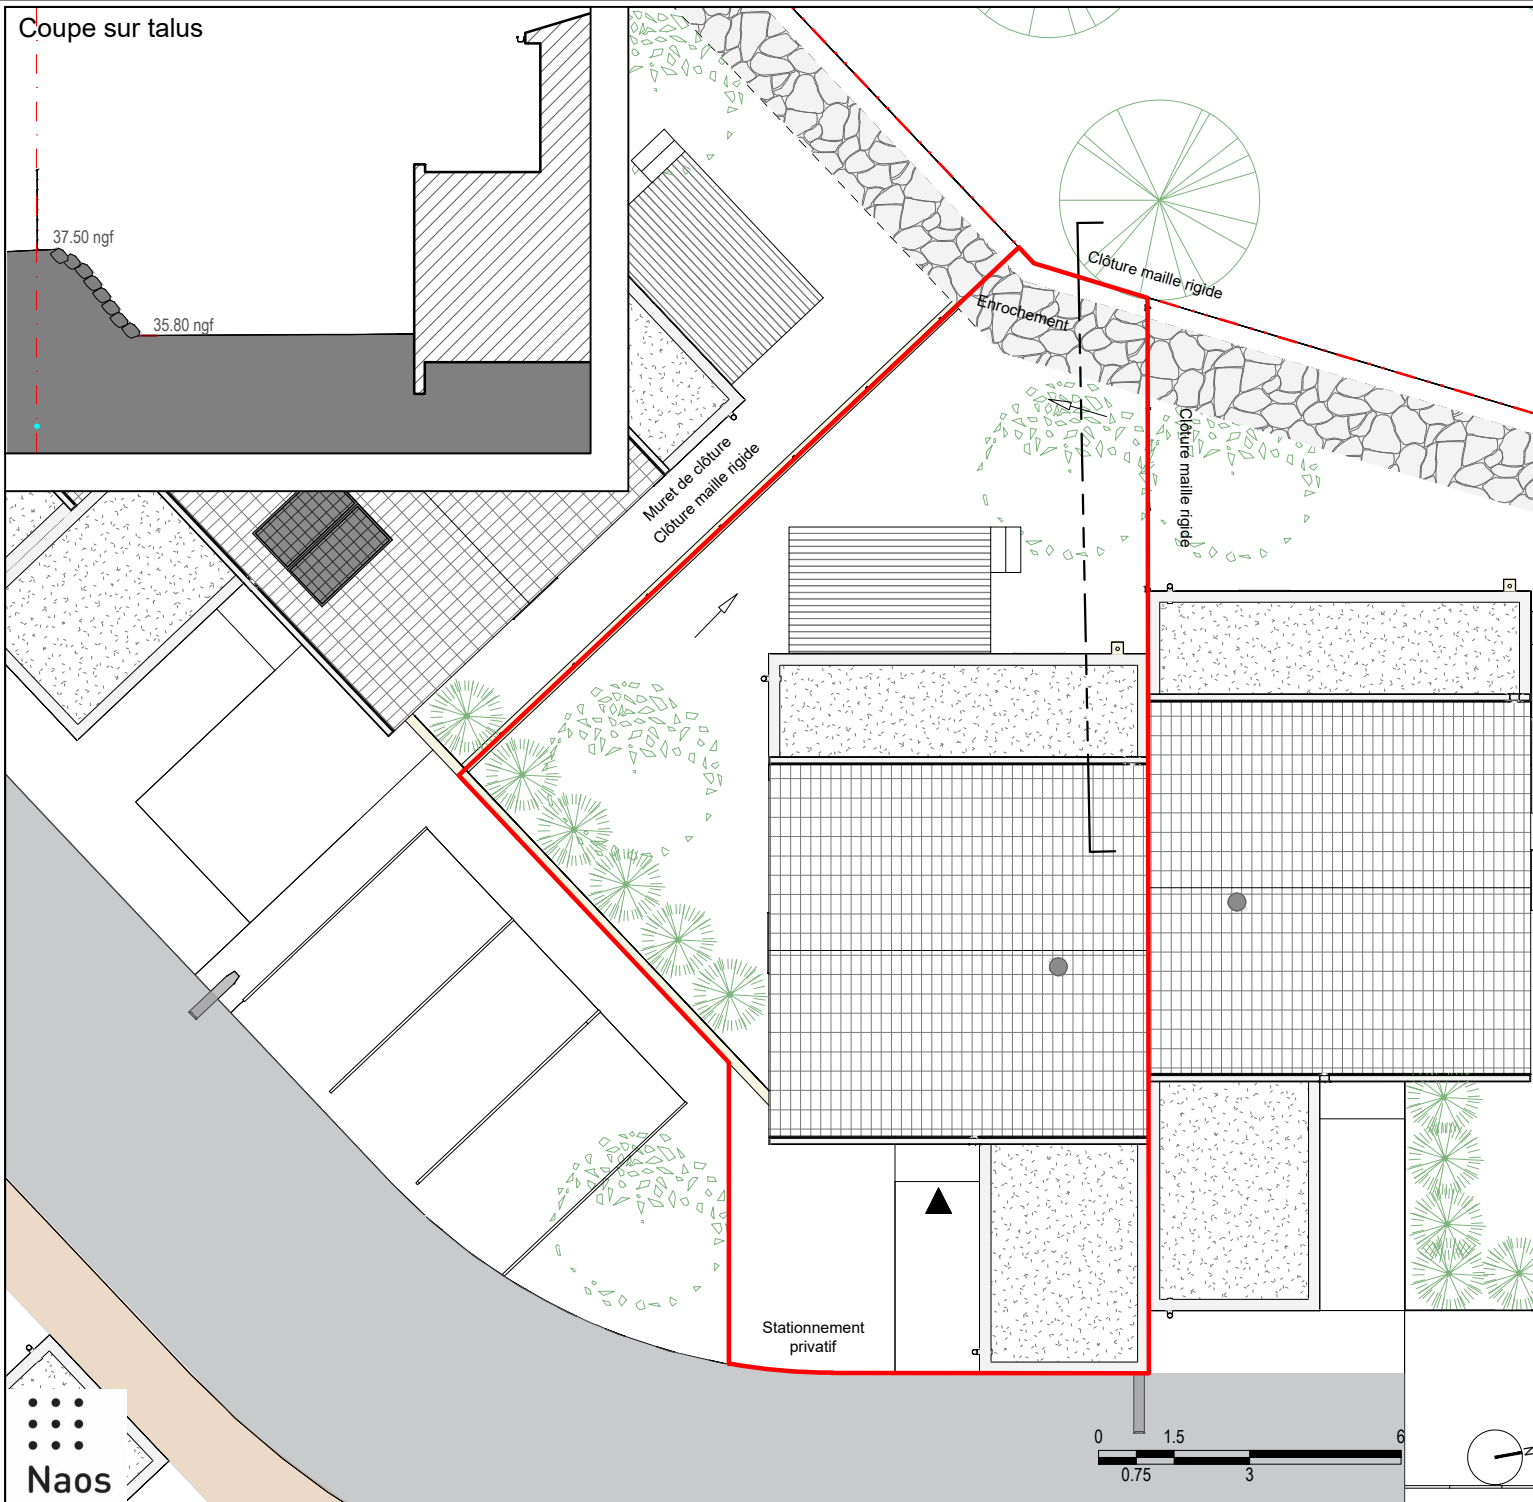 Coupe sur talus
37.50 ngf
35.80 ngf
Clôture maille rigide
Enrochement
Clôture maille rigide
Muret de clôture
Clôture maille rigide
Stationnement
privatif
0 1.5 6
0.75 3
N
Naos